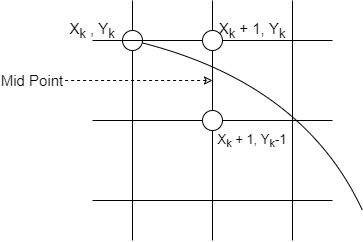 Xk , Yk
Xk + 1, Yk
Mid Point
Xk + 1, Yk-1